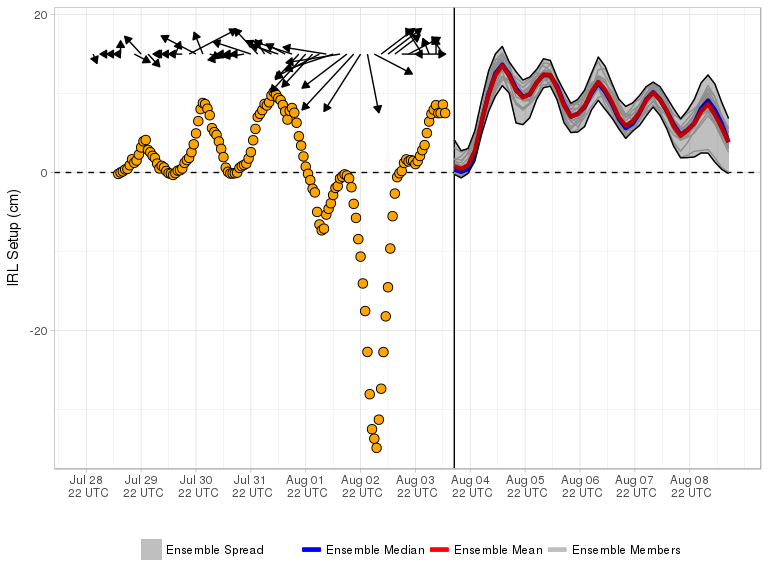 20
0
-20
IRL Setup (cm)
Jul 28 Jul 29 Jul 30 Jul 31 Aug 01 Aug 02 Aug 03 Aug 04 Aug 05 Aug 06 Aug 07 Aug 08
22 UTC 22 UTC 22 UTC 22 UTC 22 UTC 22 UTC 22 UTC 22 UTC 22 UTC 22 UTC 22 UTC 22 UTC
Ensemble Spread Ensemble Median Ensemble Mean Ensemble Members